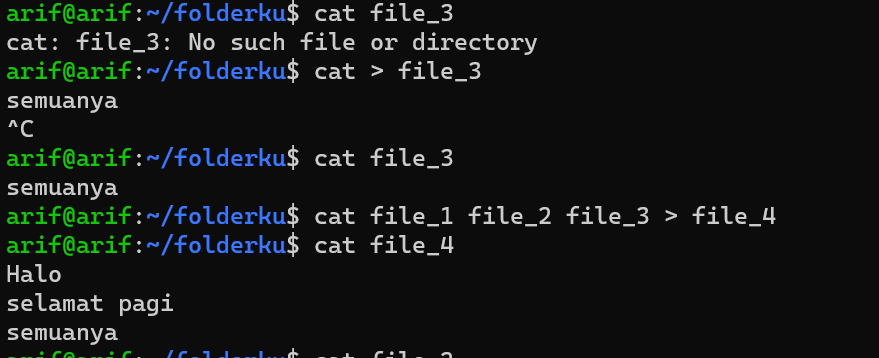 arif@arif:~/folderku$ cat file_3
cat: file_3: No such file or directory
arif@arif:~/folderku$ cat > file_3
semuanya
^C
arif@arif:~/folderku$ cat file_3
semuanya
arif@arif:~/folderku$ cat file_1 file_2 file_3 > file_4
arif@arif:~/folderku$ cat file_4
Halo
selamat pagi
semuanya